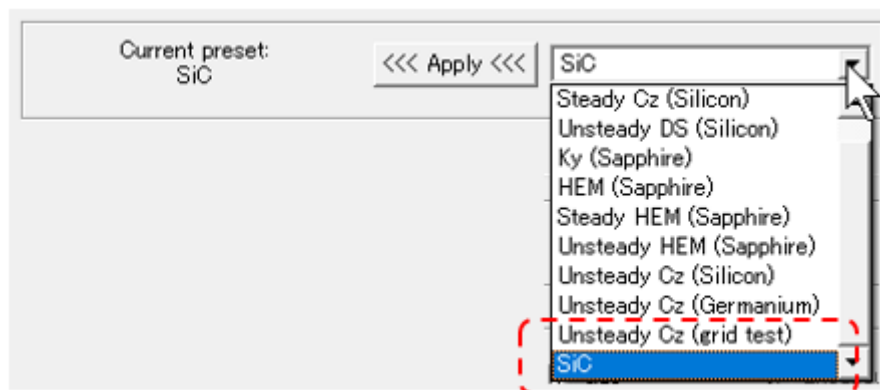 Current preset:
SiC
<<< Apply <<<
SiC
Steady Cz (Silicon)
Unsteady DS (Silicon)
Ky (Sapphire)
HEM (Sapphire)
Steady HEM (Sapphire)
Unsteady HEM (Sapphire)
Unsteady Cz (Silicon)
Unsteady Cz (Germanium)
Unsteady Cz (grid test)
SiC